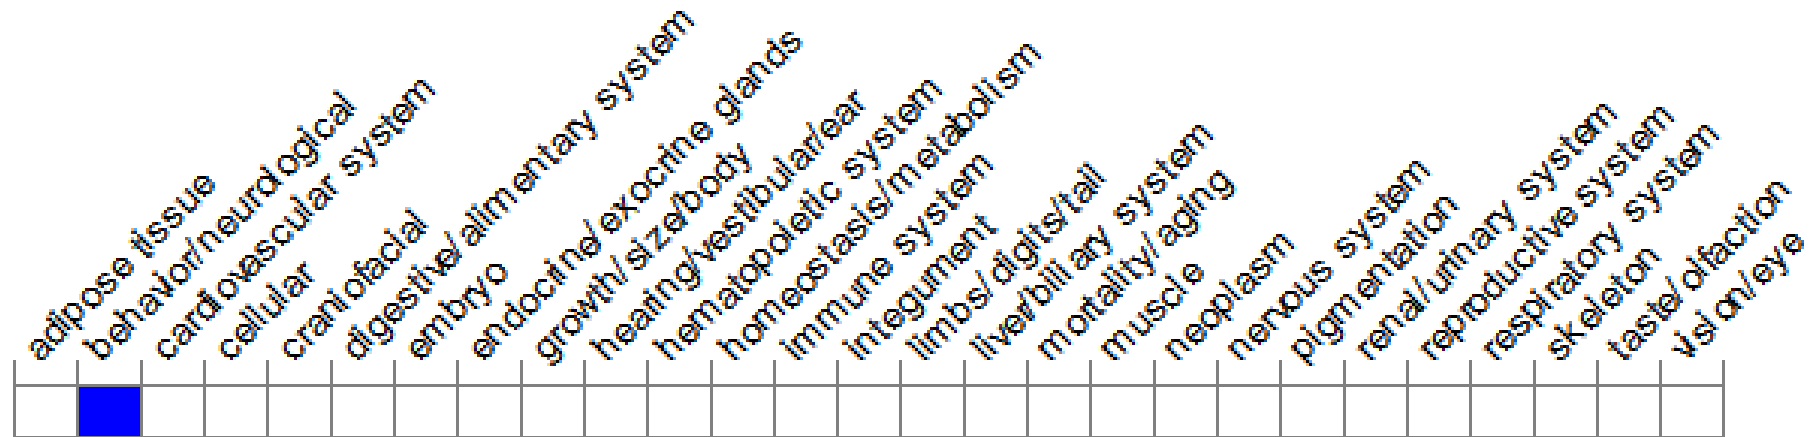 adipose tissue
behavior/neurological
cardiovascular system
cellular
craniofacial
digestive/alimentary system
embryo
endocrine/exocrine glands
growth/size/body
hearing/vestibular/ear
hematopoietic system
homeostasis/metabolism
immune system
integument
limbs/digits/tail
liver/biliary system
mortality/aging
muscle
neoplasm
nervous system
pigmentation
renal/urinary system
reproductive system
respiratory system
skeleton
taste/olfaction
vision/eye